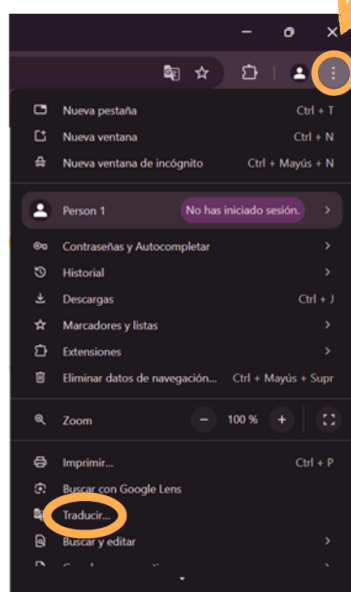 Nueva pestaña Ctrl + T
Nueva ventana Ctrl + N
Nueva ventana de incógnito Ctrl + Mayús + N
Person 1 No has iniciado sesión.
Contraseñas y Autocompletar
Historial
Descargas Ctrl + J
Marcadores y listas
Extensiones
Eliminar datos de navegación... Ctrl + Mayús + Supr
Zoom - 100 % +
Imprimir... Ctrl + P
Buscar con Google Lens
Traducir...
Buscar y editar